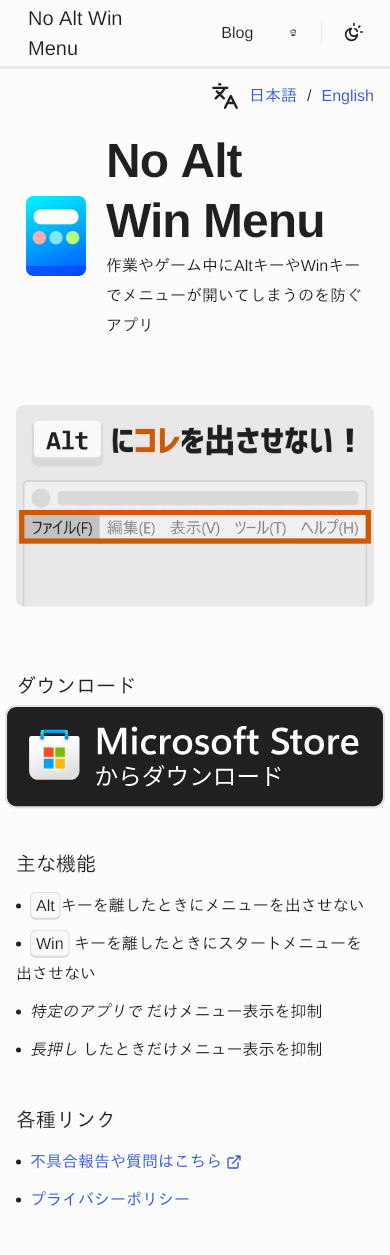 No Alt Win
Menu
Blog
日本語 / English
No Alt
Win Menu
作業やゲーム中にAltキーやWinキー
でメニューが開いてしまうのを防ぐ
アプリ
Alt にコレを出させない！
ファイル(F) 編集(E) 表示(V) ツール(T) ヘルプ(H)
ダウンロード
Microsoft Store
からダウンロード
主な機能
• Alt キーを離したときにメニューを出させない
• Win キーを離したときにスタートメニューを
出させない
• 特定のアプリで だけメニュー表示を抑制
• 長押し したときだけメニュー表示を抑制
各種リンク
• 不具合報告や質問はこちら
• プライバシーポリシー